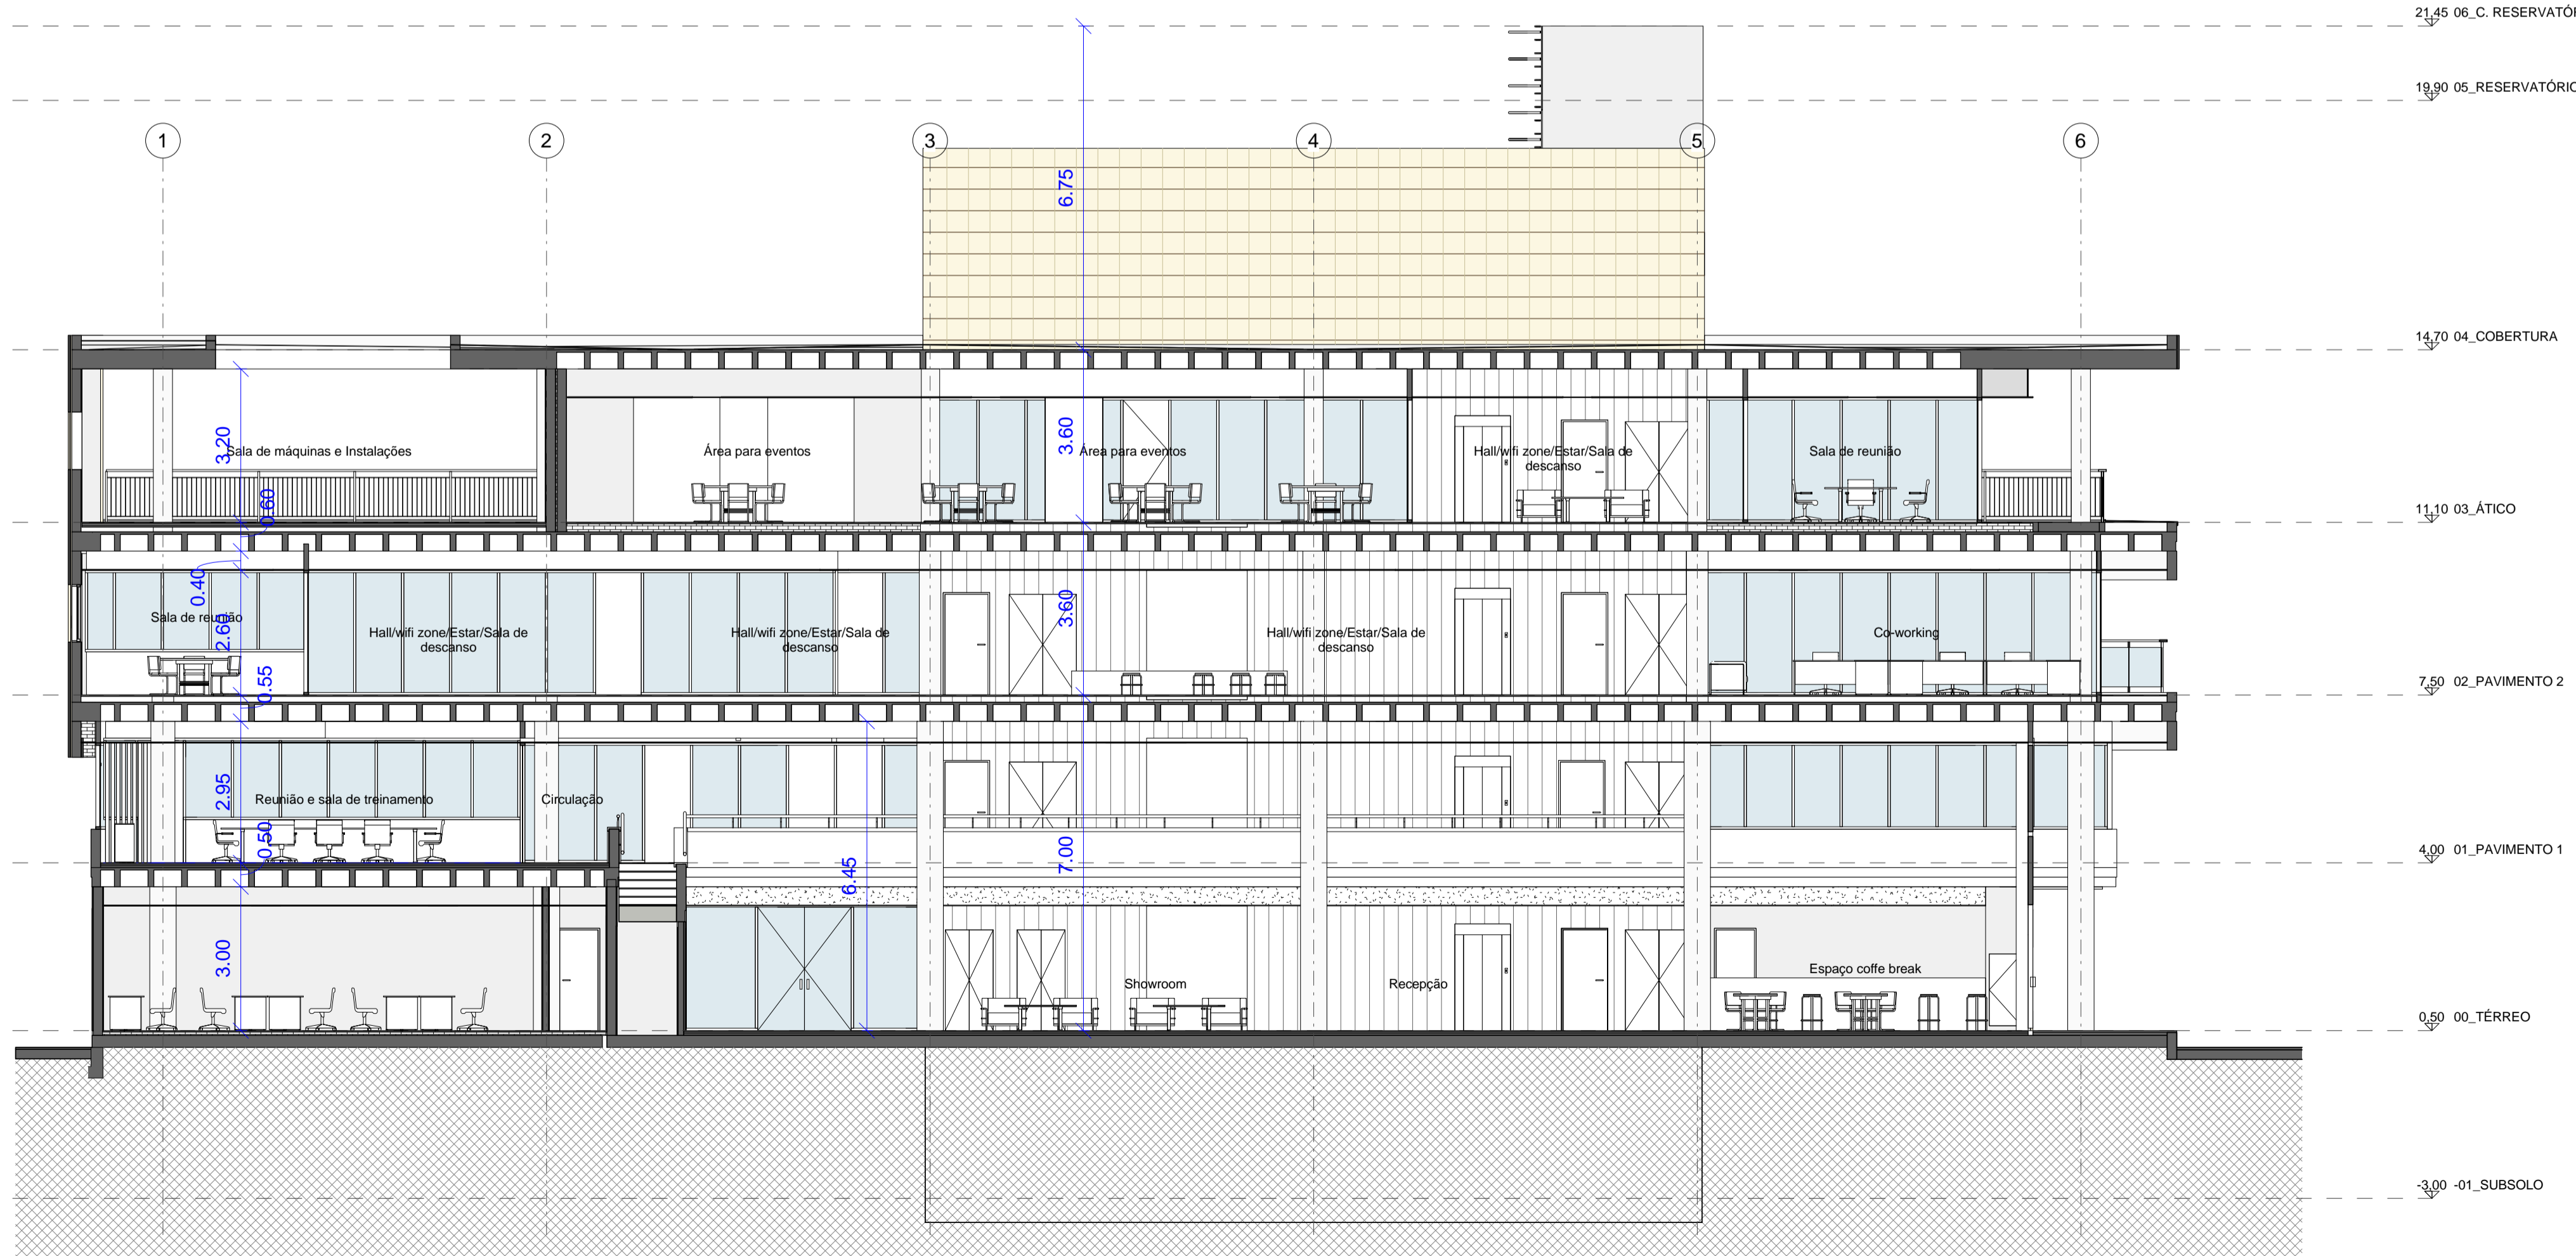 21.45 06_C. RESERVATÓ
19.90 05_RESERVATÓRIO
1
2
3
4
5
6
6.75
14.70 04_COBERTURA
3.20
Sala de máquinas e Instalações
Área para eventos
3.60
Área para eventos
Hall/wifi zone/Estar/Sala de
descanso
Sala de reunião
0.60
11.10 03_ÁTICO
0.40
Sala de reunião
2.60
Hall/wifi zone/Estar/Sala de
descanso
Hall/wifi zone/Estar/Sala de
descanso
3.60
Hall/wifi zone/Estar/Sala de
descanso
Co-working
0.55
7.50 02_PAVIMENTO 2
2.95
Reunião e sala de treinamento
Circulação
0.50
6.45
7.00
4.00 01_PAVIMENTO 1
3.00
Showroom
Recepção
Espaço coffe break
0.50 00_TÉRREO
-3.00 -01_SUBSOLO